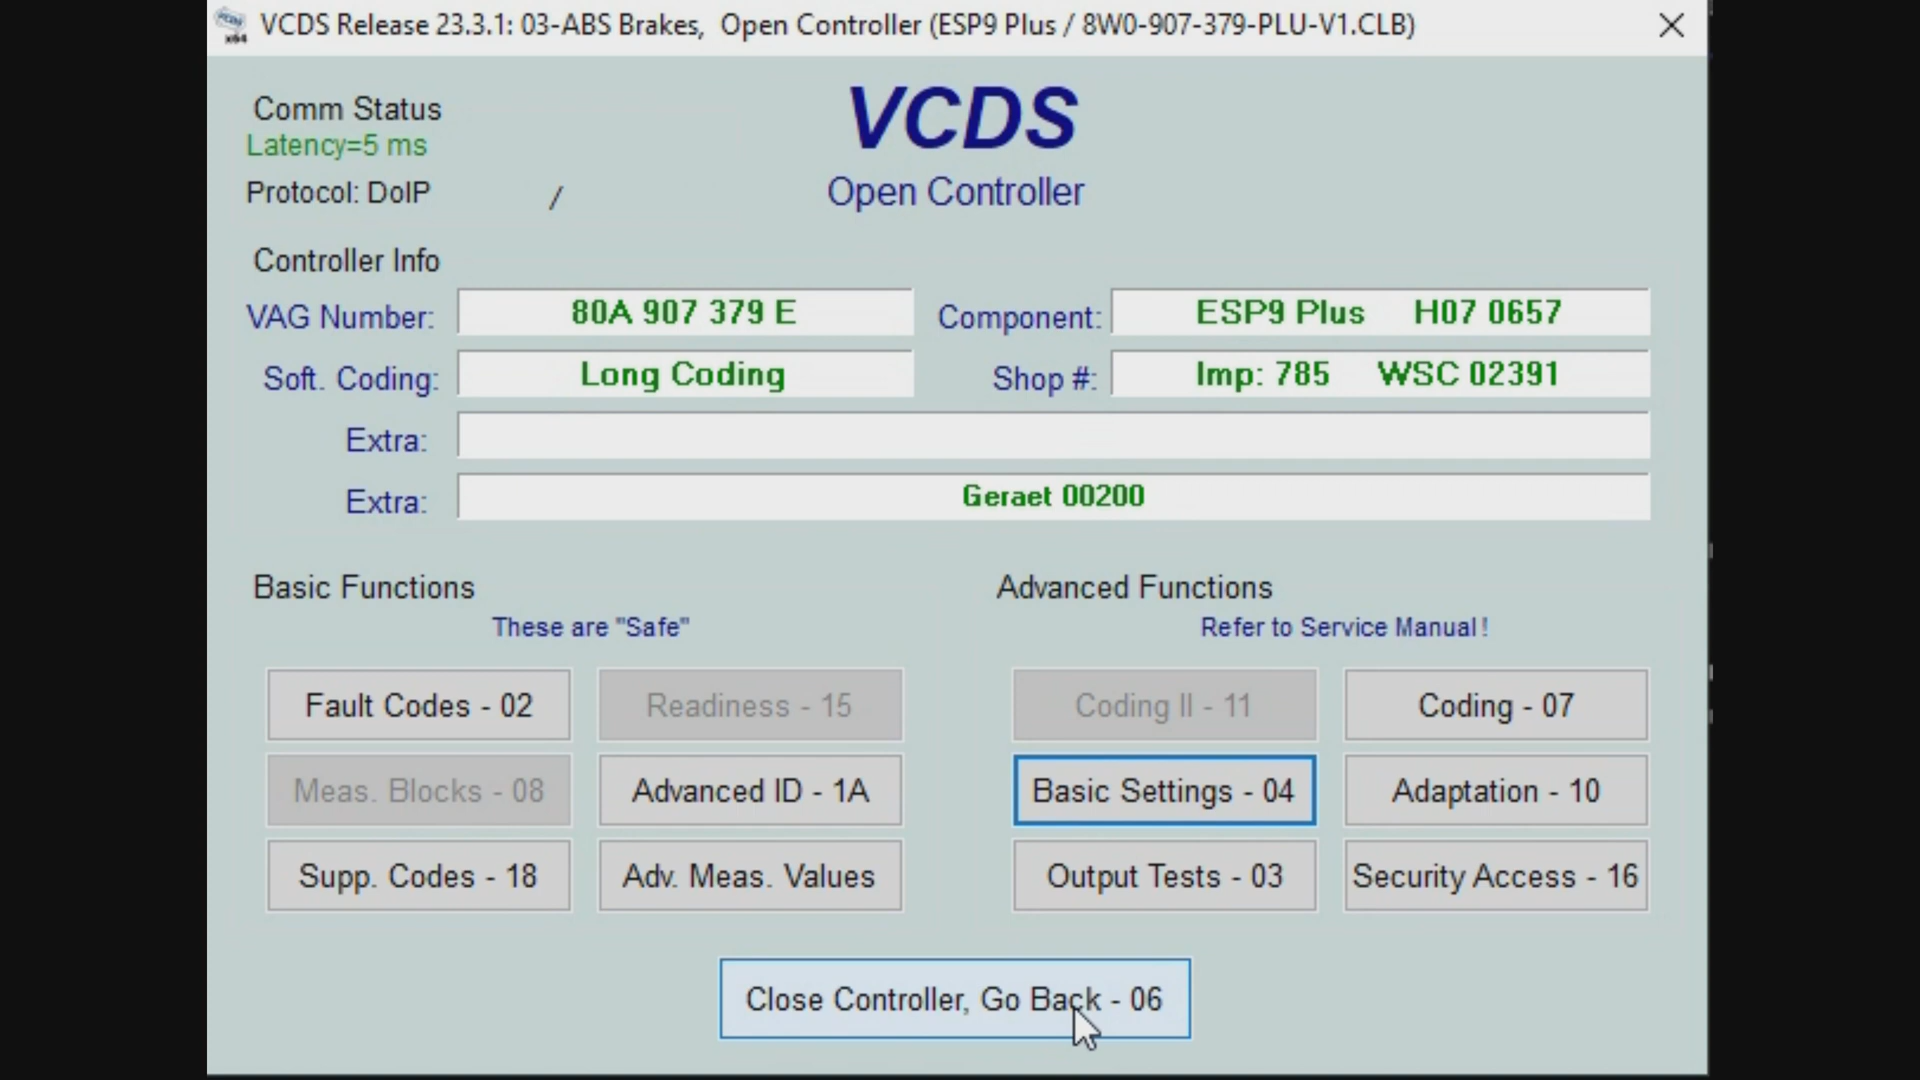 VCDS Release 23.3.1: 03-ABS Brakes,  Open Controller (ESP9 Plus / 8W0-907-379-PLU-V1.CLB)
x64
VCDS
Open Controller
Comm Status
Latency=5 ms
Protocol: DoIP /
Controller Info
VAG Number: 80A 907 379 E Component: ESP9 Plus H07 0657
Soft. Coding: Long Coding Shop #: Imp: 785 WSC 02391
Extra:
Extra: Geraet 00200
Basic Functions
These are "Safe"
Advanced Functions
Refer to Service Manual!
Fault Codes - 02 Readiness - 15 Coding II - 11 Coding - 07
Meas. Blocks - 08 Advanced ID - 1A Basic Settings - 04 Adaptation - 10
Supp. Codes - 18 Adv. Meas. Values Output Tests - 03 Security Access - 16
Close Controller, Go Back - 06